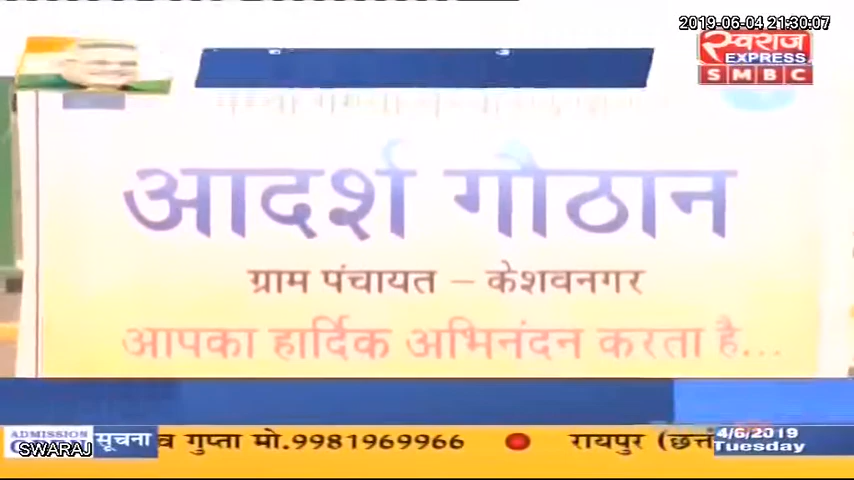 2019-06-04 21:30:07
स्वराज
EXPRESS
SMBC
आदर्श गौठान
ग्राम पंचायत – केशवनगर
आपका हार्दिक अभिनंदन करता है...
ADMISSION
SWARAJ
सूचना
व गुप्ता मो.9981969966
रायपुर (छत्त
4/6/2019
Tuesday